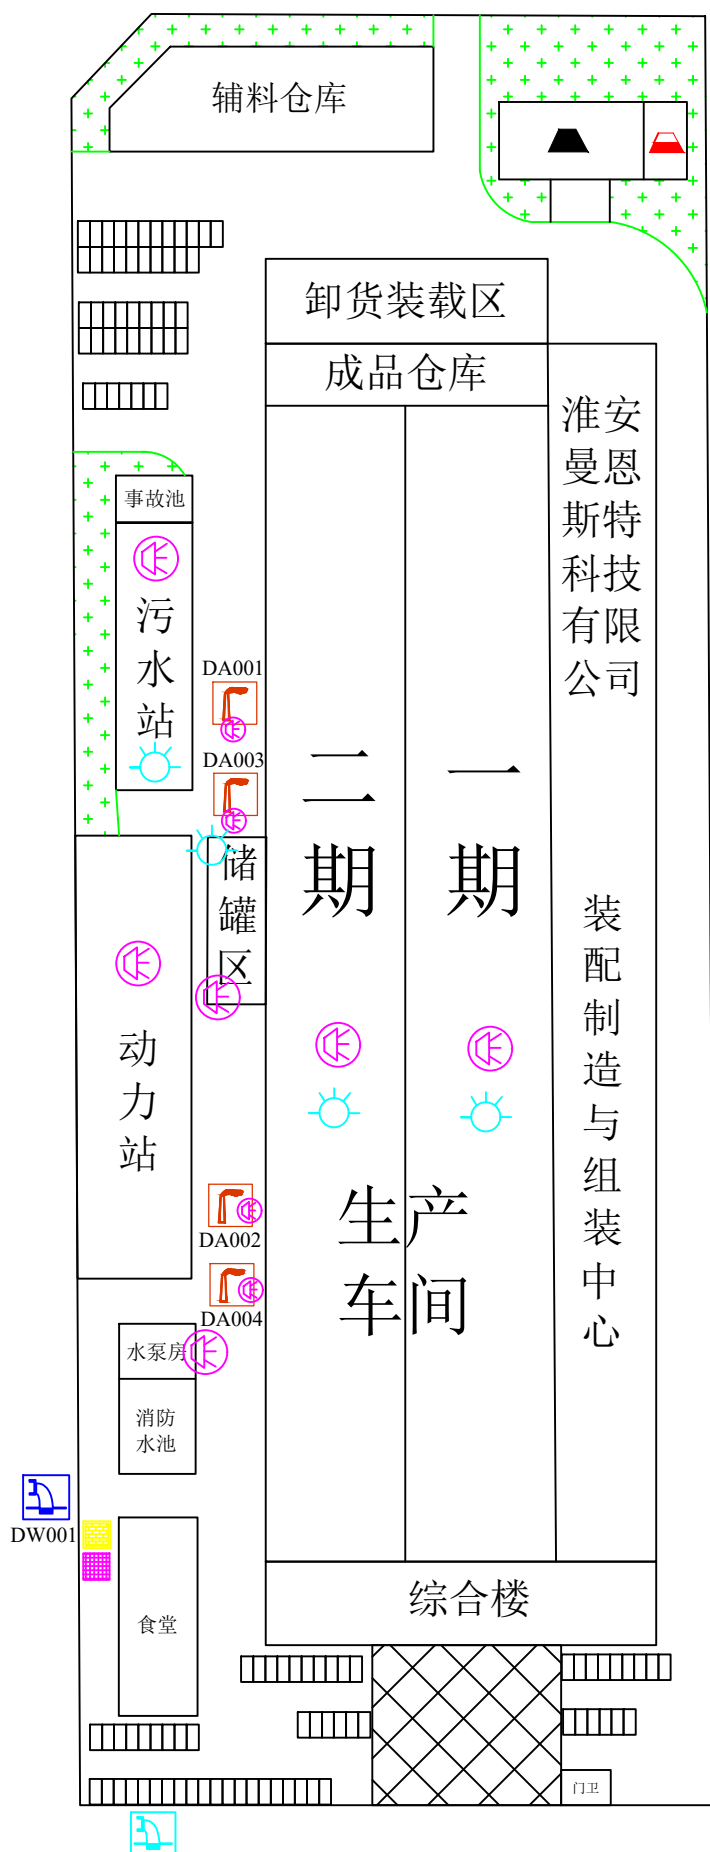 辅料仓库
卸货装载区
成品仓库
淮安曼恩斯特科技有限公司
事故池
污水站
DA001
DA003
二期
一期
储罐区
装配制造与组装中心
动力站
生产车间
DA002
DA004
水泵房
消防
水池
DW001
综合楼
食堂
门卫